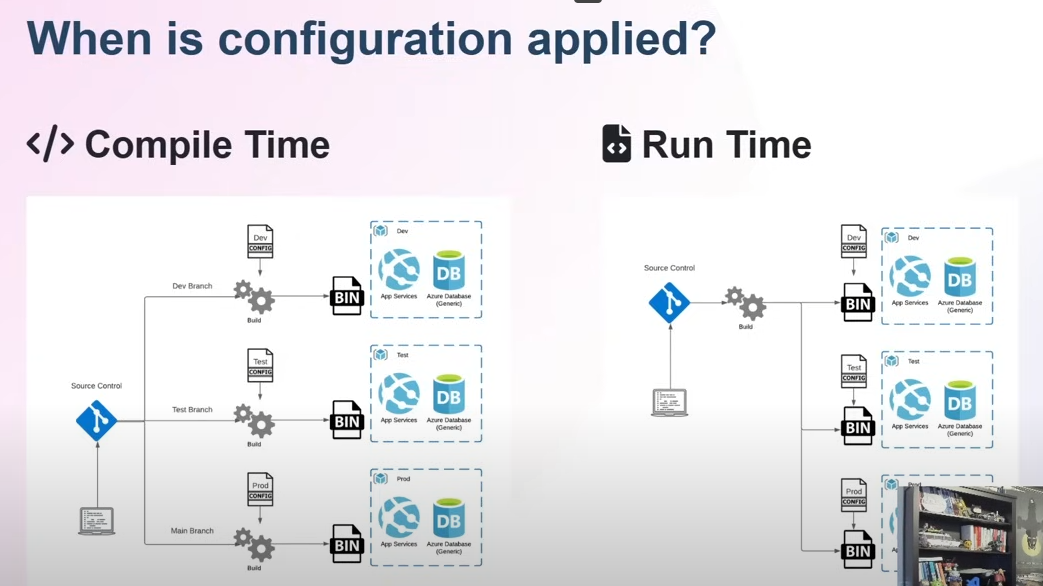 When is configuration applied?
</> Compile Time
Dev
CONFIG
Dev Branch
Build
BIN
Dev
App Services
DB
Azure Database
(Generic)
Source Control
Test
CONFIG
Test Branch
Build
BIN
Test
App Services
DB
Azure Database
(Generic)
Prod
CONFIG
Main Branch
Build
BIN
Prod
App Services
DB
Azure Database
(Generic)
Run Time
Source Control
Build
Dev
CONFIG
BIN
Dev
App Services
DB
Azure Database
(Generic)
Test
CONFIG
BIN
Test
App Services
DB
Azure Database
(Generic)
Prod
CONFIG
BIN